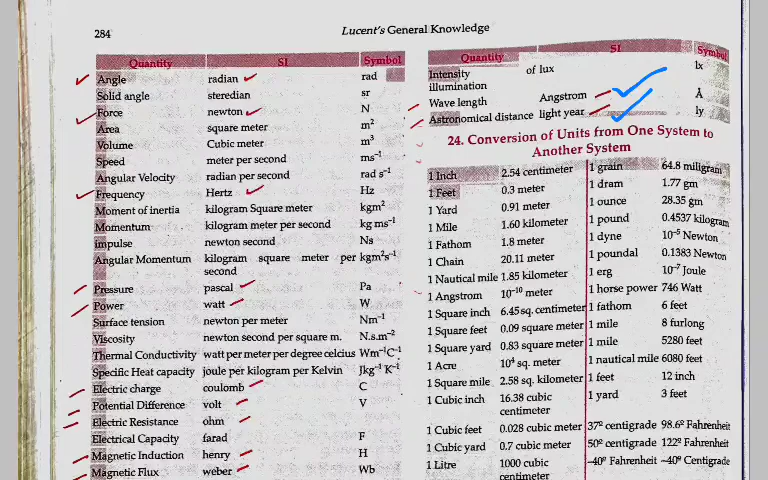 284
Lucent's General Knowledge
Quantity SI Symbol
Angle radian rad
Solid angle steredian sr
Force newton N
Area square meter m²
Volume Cubic meter m³
Speed meter per second ms⁻¹
Angular Velocity radian per second rad s⁻¹
Frequency Hertz Hz
Moment of inertia kilogram Square meter kgm²
Momentum kilogram meter per second kg ms⁻¹
impulse newton second Ns
Angular Momentum kilogram square meter per second kgm²s⁻¹
Pressure pascal Pa
Power watt W
Surface tension newton per meter Nm⁻¹
Viscosity newton second per square m. N.s.m⁻²
Thermal Conductivity watt per meter per degree celcius Wm⁻¹C⁻¹
Specific Heat capacity joule per kilogram per Kelvin Jkg⁻¹K⁻¹
Electric charge coulomb C
Potential Difference volt V
Electric Resistance ohm
Electrical Capacity farad F
Magnetic Induction henry H
Magnetic Flux weber Wb
Quantity SI Symbol
Intensity of illumination lux lx
Wave length Angstrom Å
Astronomical distance light year ly
24. Conversion of Units from One System to
Another System
1 Inch 2.54 centimeter
1 Feet 0.3 meter
1 Yard 0.91 meter
1 Mile 1.60 kilometer
1 Fathom 1.8 meter
1 Chain 20.11 meter
1 Nautical mile 1.85 kilometer
1 Angstrom 10⁻¹⁰ meter
1 Square inch 6.45 sq. centimeter
1 Square feet 0.09 square meter
1 Square yard 0.83 square meter
1 Acre 10⁴ sq. meter
1 Square mile 2.58 sq. kilometer
1 Cubic inch 16.38 cubic centimeter
1 Cubic feet 0.028 cubic meter
1 Cubic yard 0.7 cubic meter
1 Litre 1000 cubic centimeter
1 grain 64.8 miligram
1 dram 1.77 gm
1 ounce 28.35 gm
1 pound 0.4537 kilogram
1 dyne 10⁻⁵ Newton
1 poundal 0.1383 Newton
1 erg 10⁻⁷ Joule
1 horse power 746 Watt
1 fathom 6 feet
1 mile 8 furlong
1 mile 5280 feet
1 nautical mile 6080 feet
1 feet 12 inch
1 yard 3 feet
37° centigrade 98.6° Fahrenheit
50° centigrade 122° Fahrenheit
-40° Fahrenheit -40° Centigrade